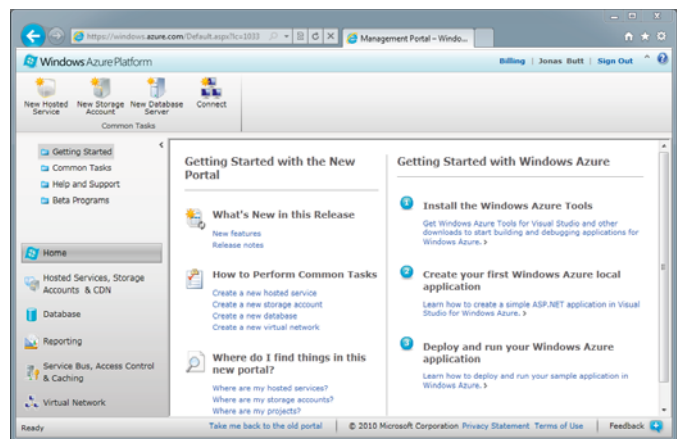 https://windows.azure.com/Default.aspx?lc=1033
Management Portal – Windo...
Windows Azure Platform
Billing | Jonas Butt | Sign Out
New Hosted Service
New Storage Account
New Database Server
Connect
Common Tasks
Getting Started
Common Tasks
Help and Support
Beta Programs
Home
Hosted Services, Storage
Accounts & CDN
Database
Reporting
Service Bus, Access Control
& Caching
Virtual Network
Getting Started with the New
Portal
What's New in this Release
New features
Release notes
How to Perform Common Tasks
Create a new hosted service
Create a new storage account
Create a new database
Create a new virtual network
Where do I find things in this
new portal?
Where are my hosted services?
Where are my storage accounts?
Where are my projects?
Getting Started with Windows Azure
1
Install the Windows Azure Tools
Get Windows Azure Tools for Visual Studio and other
downloads to start building and debugging applications for
Windows Azure. >
2
Create your first Windows Azure local
application
Learn how to create a simple ASP.NET application in Visual
Studio for Windows Azure. >
3
Deploy and run your Windows Azure
application
Learn how to deploy and run your sample application in
Windows Azure. >
Ready
Take me back to the old portal | © 2010 Microsoft Corporation Privacy Statement Terms of Use | Feedback